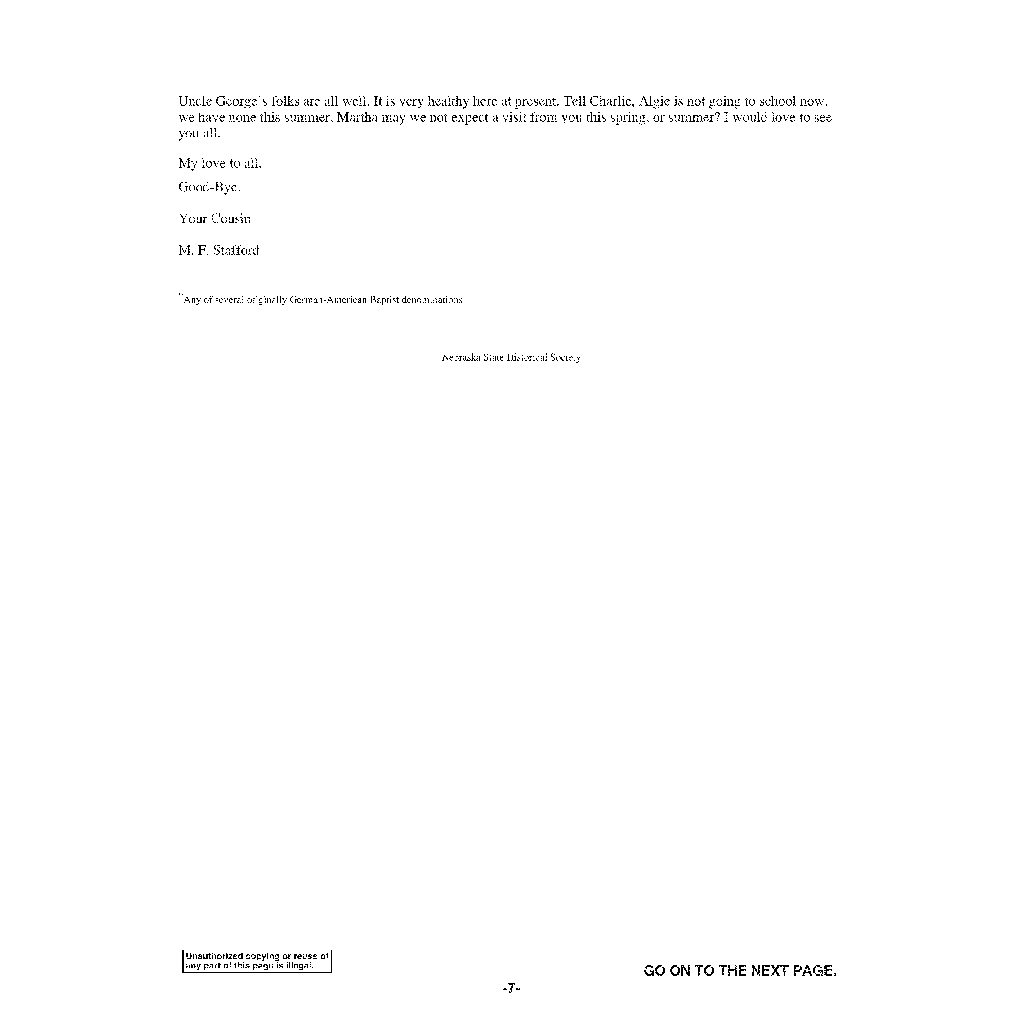 Uncle George's folks are all well. It is very healthy here at present. Tell Charlie, Algie is not going to school now,
we have none this summer. Martha may we not expect a visit from you this spring, or summer? I would love to see
you all.
My love to all.
Good-Bye.
Your Cousin
M. F. Stafford
Any of several originally German-American Baptist denominations
Nebraska State Historical Society
Unauthorized copying or reuse of
any part of this page is illegal.
GO ON TO THE NEXT PAGE.
-7-